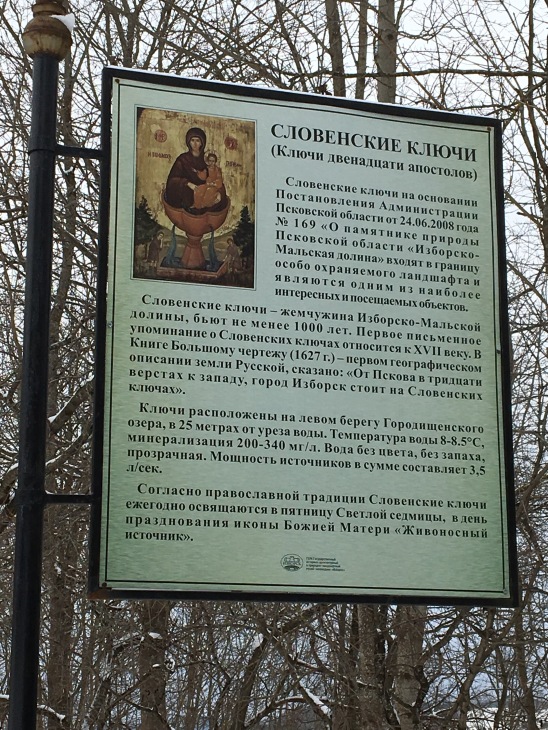 СЛОВЕНСКИЕ КЛЮЧИ
(Ключи двенадцати апостолов)
Словенские ключи на основании
Постановления Администрации
Псковской области от 24.06.2008 года
№ 169 «О памятнике природы
Псковской области «Изборско-
Мальская долина» входят в границу
особо охраняемого ландшафта и
являются одним из наиболее
интересных и посещаемых объектов.
Словенские ключи – жемчужина Изборско-Мальской
долины, бьют не менее 1000 лет. Первое письменное
упоминание о Словенских ключах относится к XVII веку. В
Книге Большому чертежу (1627 г.) – первом географическом
описании земли Русской, сказано: «От Пскова в тридцати
верстах к западу, город Изборск стоит на Словенских
ключах».
Ключи расположены на левом берегу Городищенского
озера, в 25 метрах от уреза воды. Температура воды 8-8.5°С,
минерализация 200-340 мг/л. Вода без цвета, без запаха,
прозрачная. Мощность источников в сумме составляет 3,5
л/сек.
Согласно православной традиции Словенские ключи
ежегодно освящаются в пятницу Светлой седмицы, в день
празднования иконы Божией Матери «Живоносный
источник».